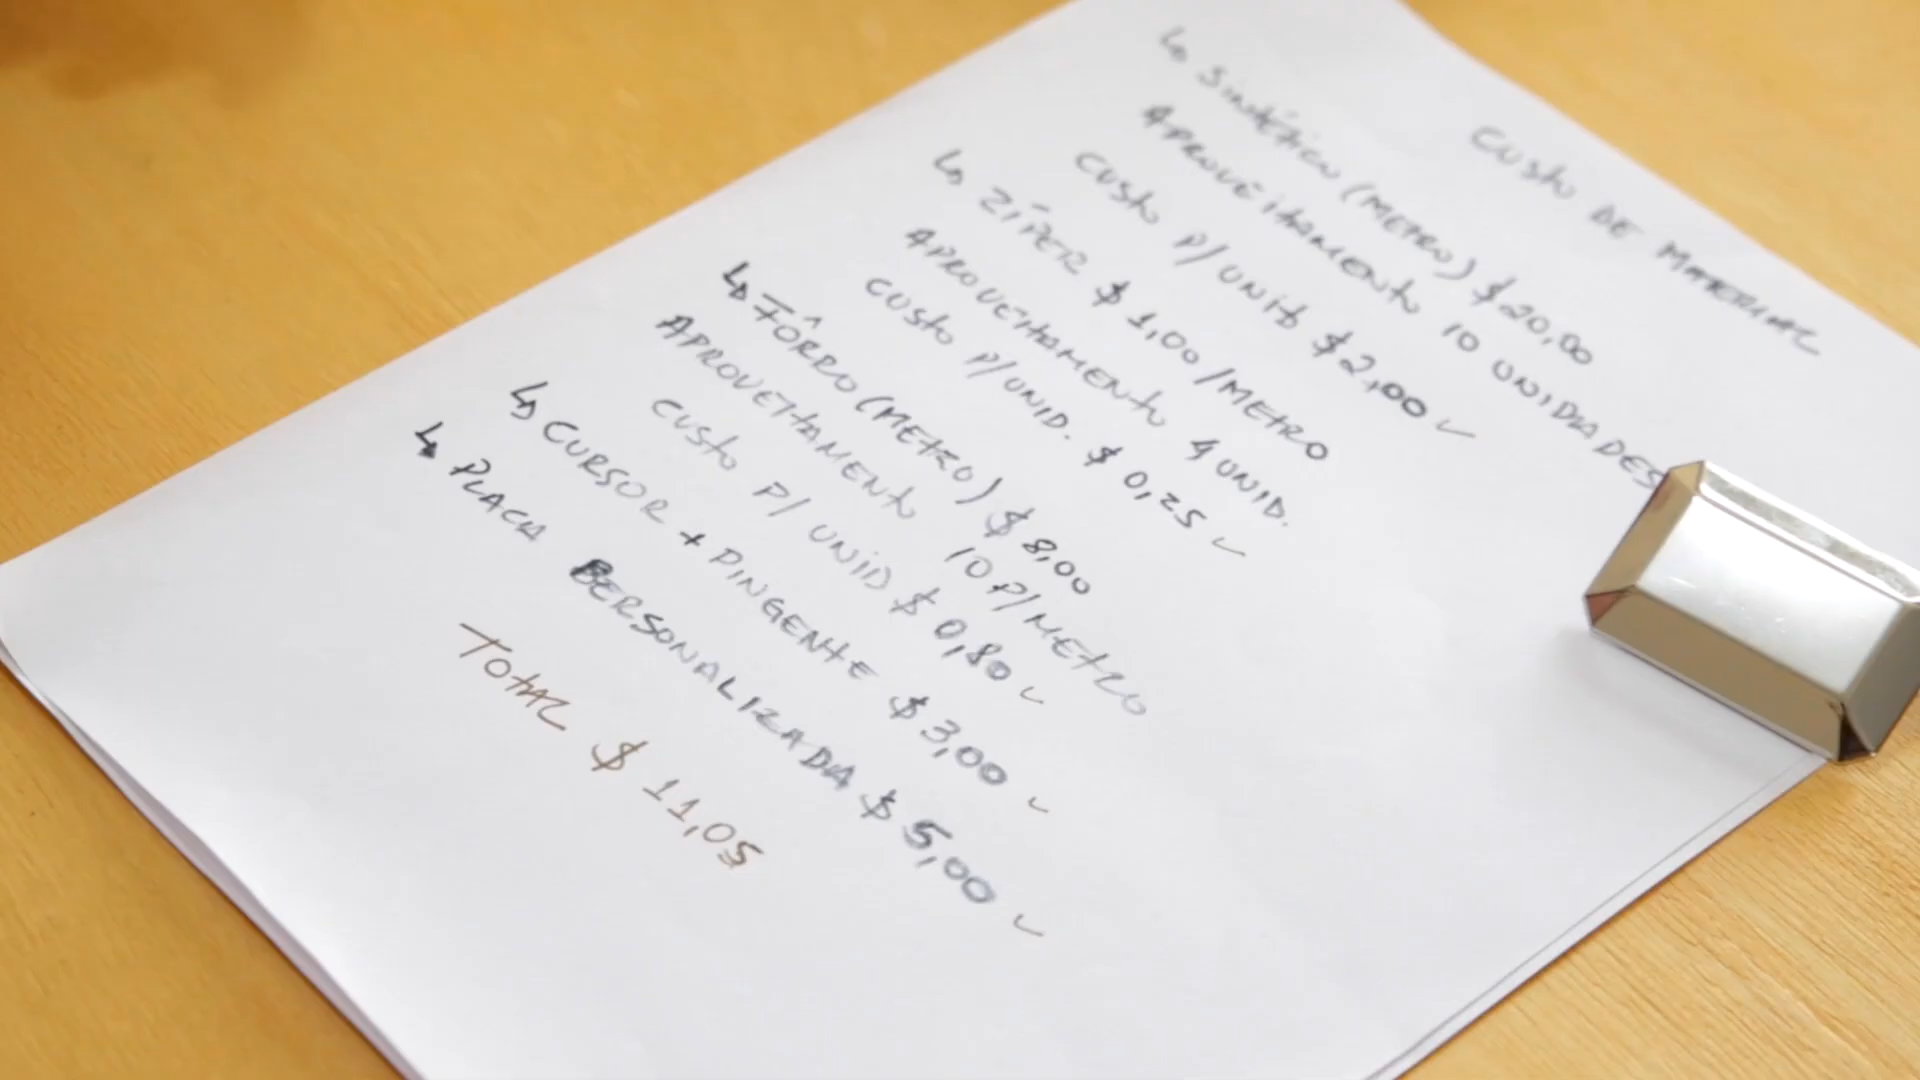 CUSTO DE MATERIAL
↳ SINTÉTICO (METRO) $20,00
APROVEITAMENTO 10 UNIDADES
CUSTO P/ UNID $2,00 ✓
↳ ZÍPER $ 1,00/METRO
APROVEITAMENTO 4 UNID.
CUSTO P/UNID. $ 0,25 ✓
↳ FÔRRO (METRO) $ 8,00
APROVEITAMENTO 10 P/METRO
CUSTO P/ UNID $ 0,80 ✓
↳ CURSOR + PINGENTE $ 3,00 ✓
↳ PLACA PERSONALIZADA $ 5,00 ✓
TOTAL $ 11,05